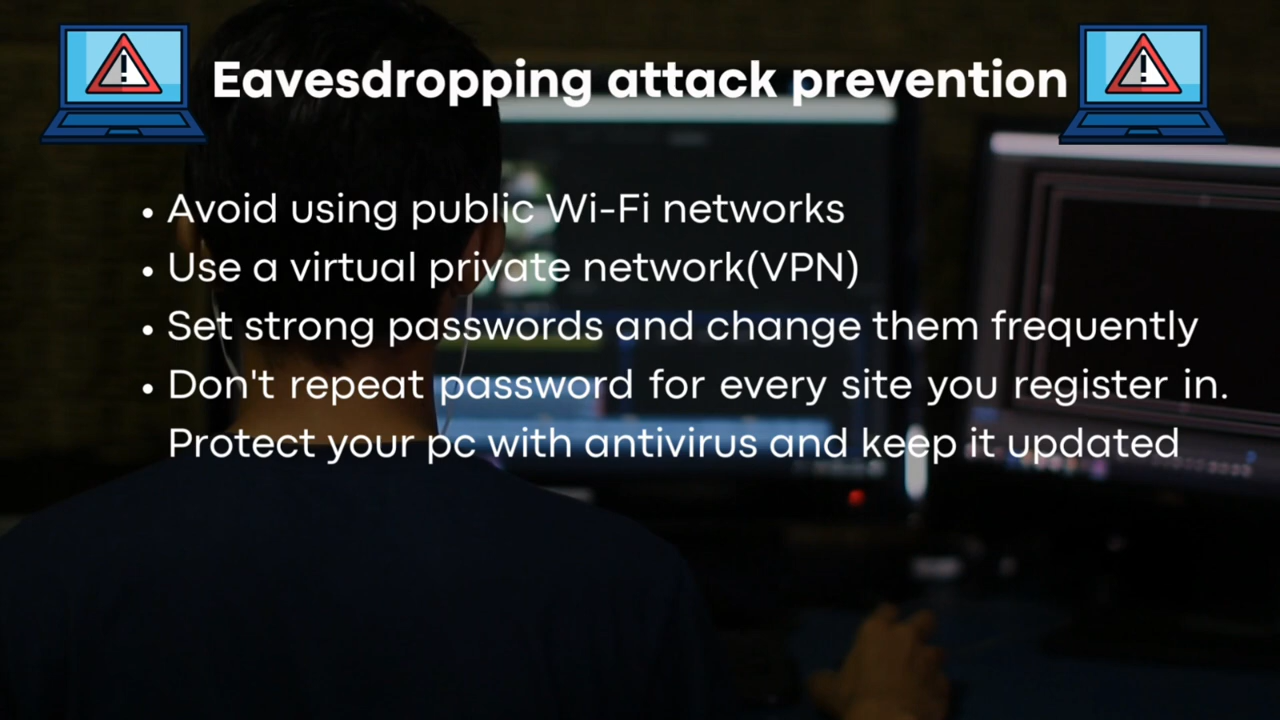 Eavesdropping attack prevention
• Avoid using public Wi-Fi networks
• Use a virtual private network(VPN)
• Set strong passwords and change them frequently
• Don't repeat password for every site you register in.
Protect your pc with antivirus and keep it updated